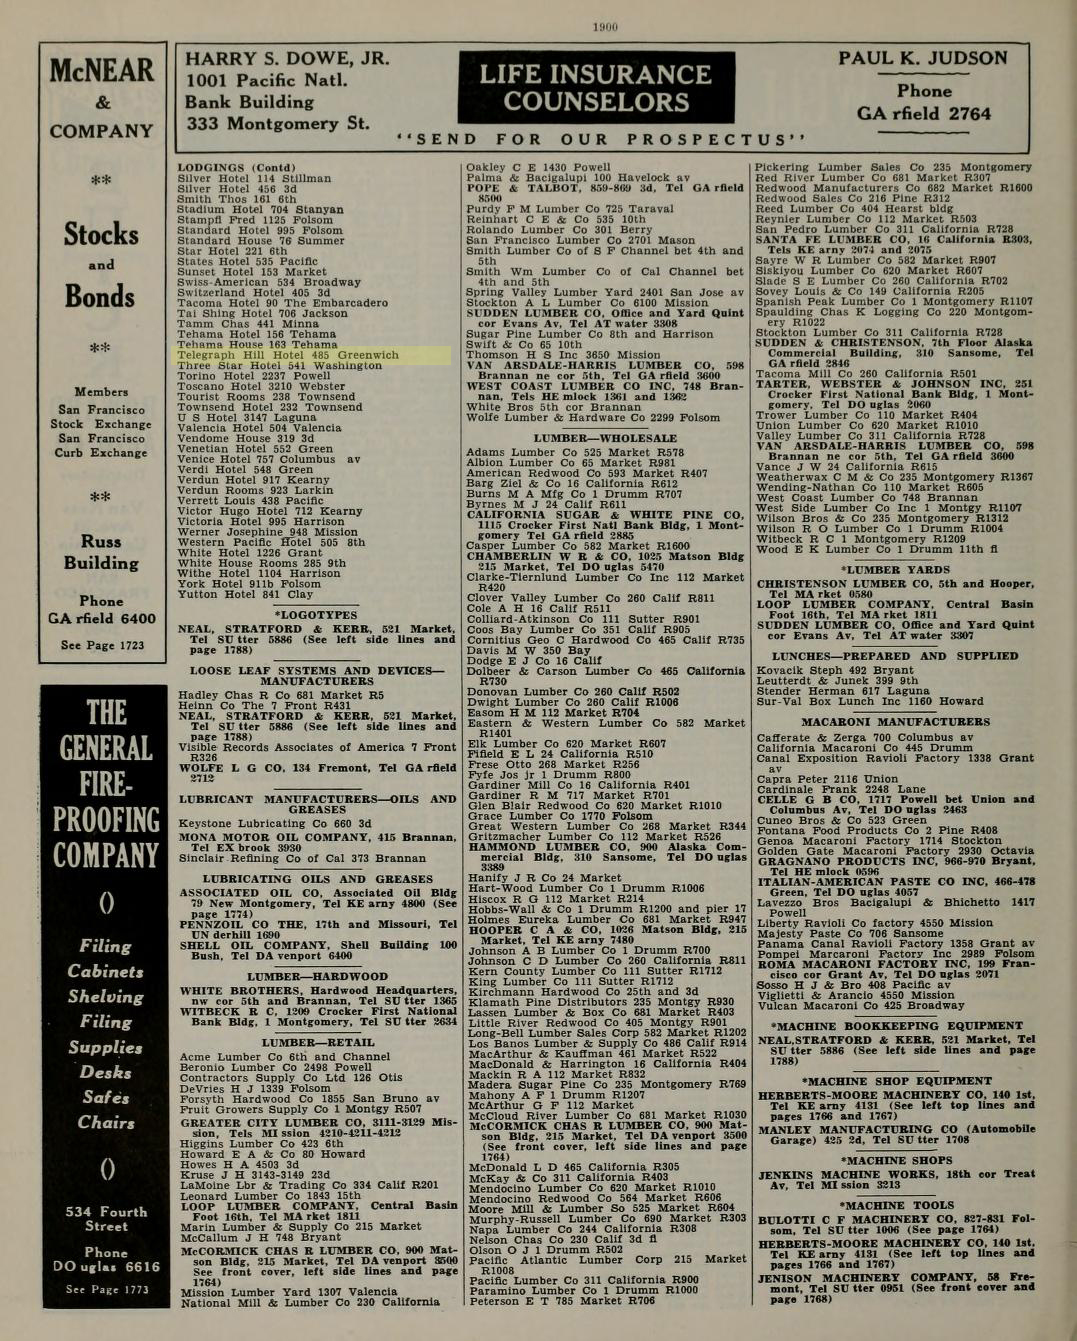 1900
McNEAR
&
COMPANY
**
Stocks
and
Bonds
**
Members
San Francisco
Stock Exchange
San Francisco
Curb Exchange
**
Russ
Building
Phone
GA rfield 6400
See Page 1723
THE
GENERAL
FIRE-
PROOFING
COMPANY
()
Filing
Cabinets
Shelving
Filing
Supplies
Desks
Safes
Chairs
()
534 Fourth
Street
Phone
DO uglas 6616
See Page 1773
HARRY S. DOWE, JR.
1001 Pacific Natl.
Bank Building
333 Montgomery St.
LIFE INSURANCE
COUNSELORS
"SEND FOR OUR PROSPECTUS"
PAUL K. JUDSON
Phone
GA rfield 2764
LODGINGS (Contd)
Silver Hotel 114 Stillman
Silver Hotel 456 3d
Smith Thos 161 6th
Stadium Hotel 704 Stanyan
Stampfl Fred 1125 Folsom
Standard Hotel 995 Folsom
Standard House 76 Summer
Star Hotel 221 6th
States Hotel 535 Pacific
Sunset Hotel 153 Market
Swiss-American 534 Broadway
Switzerland Hotel 405 3d
Tacoma Hotel 90 The Embarcadero
Tai Shing Hotel 706 Jackson
Tamm Chas 441 Minna
Tehama Hotel 156 Tehama
Tehama House 163 Tehama
Telegraph Hill Hotel 485 Greenwich
Three Star Hotel 541 Washington
Torino Hotel 2237 Powell
Toscano Hotel 3210 Webster
Tourist Rooms 238 Townsend
Townsend Hotel 232 Townsend
U S Hotel 3147 Laguna
Valencia Hotel 504 Valencia
Vendome House 319 3d
Venetian Hotel 552 Green
Venice Hotel 757 Columbus av
Verdi Hotel 548 Green
Verdun Hotel 917 Kearny
Verdun Rooms 923 Larkin
Verrett Louis 438 Pacific
Victor Hugo Hotel 712 Kearny
Victoria Hotel 995 Harrison
Werner Josephine 948 Mission
Western Pacific Hotel 505 8th
White Hotel 1226 Grant
White House Rooms 285 9th
Withe Hotel 1104 Harrison
York Hotel 911b Folsom
Yutton Hotel 841 Clay
*LOGOTYPES
NEAL, STRATFORD & KERR, 521 Market,
Tel SU tter 5886 (See left side lines and
page 1788)
LOOSE LEAF SYSTEMS AND DEVICES—
MANUFACTURERS
Hadley Chas R Co 681 Market R5
Heinn Co The 7 Front R431
NEAL, STRATFORD & KERR, 521 Market,
Tel SU tter 5886 (See left side lines and
page 1788)
Visible Records Associates of America 7 Front
R326
WOLFE L G CO, 134 Fremont, Tel GA rfield
2712
LUBRICANT MANUFACTURERS—OILS AND
GREASES
Keystone Lubricating Co 660 3d
MONA MOTOR OIL COMPANY, 415 Brannan,
Tel EX brook 3930
Sinclair Refining Co of Cal 373 Brannan
LUBRICATING OILS AND GREASES
ASSOCIATED OIL CO, Associated Oil Bldg
79 New Montgomery, Tel KE arny 4800 (See
page 1774)
PENNZOIL CO THE, 17th and Missouri, Tel
UN derhill 1690
SHELL OIL COMPANY, Shell Building 100
Bush, Tel DA venport 6400
LUMBER—HARDWOOD
WHITE BROTHERS, Hardwood Headquarters,
nw cor 5th and Brannan, Tel SU tter 1365
WITBECK R C, 1209 Crocker First National
Bank Bldg, 1 Montgomery, Tel SU tter 2634
LUMBER—RETAIL
Acme Lumber Co 6th and Channel
Beronio Lumber Co 2498 Powell
Contractors Supply Co Ltd 126 Otis
DeVries H J 1339 Folsom
Forsyth Hardwood Co 1855 San Bruno av
Fruit Growers Supply Co 1 Montgy R507
GREATER CITY LUMBER CO, 3111-3129 Mis-
sion, Tels MI ssion 4210-4211-4212
Higgins Lumber Co 423 6th
Howard E A & Co 80 Howard
Howes H A 4503 3d
Kruse J H 3143-3149 23d
LaMoine Lbr & Trading Co 334 Calif R201
Leonard Lumber Co 1843 15th
LOOP LUMBER COMPANY, Central Basin
Foot 16th, Tel MA rket 1811
Marin Lumber & Supply Co 215 Market
McCallum J H 748 Bryant
McCORMICK CHAS R LUMBER CO, 900 Mat-
son Bldg, 215 Market, Tel DA venport 3500
See front cover, left side lines and page
1764)
Mission Lumber Yard 1307 Valencia
National Mill & Lumber Co 230 California
Oakley C E 1430 Powell
Palma & Bacigalupi 100 Havelock av
POPE & TALBOT, 859-869 3d, Tel GA rfield
8500
Purdy F M Lumber Co 725 Taraval
Reinhart C E & Co 535 10th
Rolando Lumber Co 301 Berry
San Francisco Lumber Co 2701 Mason
Smith Lumber Co of S F Channel bet 4th and
5th
Smith Wm Lumber Co of Cal Channel bet
4th and 5th
Spring Valley Lumber Yard 2401 San Jose av
Stockton A L Lumber Co 6100 Mission
SUDDEN LUMBER CO, Office and Yard Quint
cor Evans Av, Tel AT water 3308
Sugar Pine Lumber Co 8th and Harrison
Swift & Co 65 10th
Thomson H S Inc 3650 Mission
VAN ARSDALE-HARRIS LUMBER CO, 598
Brannan ne cor 5th, Tel GA rfield 3600
WEST COAST LUMBER CO INC, 748 Bran-
nan, Tels HE mlock 1361 and 1362
White Bros 5th cor Brannan
Wolfe Lumber & Hardware Co 2299 Folsom
LUMBER—WHOLESALE
Adams Lumber Co 525 Market R578
Albion Lumber Co 65 Market R981
American Redwood Co 593 Market R407
Barg Ziel & Co 16 California R612
Burns M A Mfg Co 1 Drumm R707
Byrnes M J 24 Calif R611
CALIFORNIA SUGAR & WHITE PINE CO,
1115 Crocker First Natl Bank Bldg, 1 Mont-
gomery Tel GA rfield 2885
Casper Lumber Co 582 Market R1600
CHAMBERLIN W R & CO, 1025 Matson Bldg
215 Market, Tel DO uglas 5470
Clarke-Tiernlund Lumber Co Inc 112 Market
R420
Clover Valley Lumber Co 260 Calif R811
Cole A H 16 Calif R511
Colliard-Atkinson Co 111 Sutter R901
Coos Bay Lumber Co 351 Calif R905
Cornitius Geo C Hardwood Co 465 Calif R735
Davis M W 350 Bay
Dodge E J Co 16 Calif
Dolbeer & Carson Lumber Co 465 California
R730
Donovan Lumber Co 260 Calif R502
Dwight Lumber Co 260 Calif R1006
Easom H M 112 Market R704
Eastern & Western Lumber Co 582 Market
R1401
Elk Lumber Co 620 Market R607
Fifield E L 24 California R510
Frese Otto 268 Market R256
Fyfe Jos jr 1 Drumm R800
Gardiner Mill Co 16 California R401
Gardiner R M 717 Market R701
Glen Blair Redwood Co 620 Market R1010
Grace Lumber Co 1770 Folsom
Great Western Lumber Co 268 Market R344
Gritzmacher Lumber Co 112 Market R526
HAMMOND LUMBER CO, 900 Alaska Com-
mercial Bldg, 310 Sansome, Tel DO uglas
3389
Hanify J R Co 24 Market
Hart-Wood Lumber Co 1 Drumm R1006
Hiscox R G 112 Market R214
Hobbs-Wall & Co 1 Drumm R1200 and pier 17
Holmes Eureka Lumber Co 681 Market R947
HOOPER C A & CO, 1026 Matson Bldg, 215
Market, Tel KE arny 7480
Johnson A B Lumber Co 1 Drumm R700
Johnson C D Lumber Co 260 California R811
Kern County Lumber Co 111 Sutter R1712
King Lumber Co 111 Sutter R1712
Kirchmann Hardwood Co 25th and 3d
Klamath Pine Distributors 235 Montgy R930
Lassen Lumber & Box Co 681 Market R403
Little River Redwood Co 405 Montgy R901
Long-Bell Lumber Sales Corp 582 Market R1202
Los Banos Lumber & Supply Co 486 Calif R914
MacArthur & Kauffman 461 Market R522
MacDonald & Harrington 16 California R404
Mackin R A 112 Market R832
Madera Sugar Pine Co 235 Montgomery R769
Mahony A F 1 Drumm R1207
McArthur G F 112 Market
McCloud River Lumber Co 681 Market R1030
McCORMICK CHAS R LUMBER CO, 900 Mat-
son Bldg, 215 Market, Tel DA venport 3500
(See front cover, left side lines and page
1764)
McDonald L D 465 California R305
McKay & Co 311 California R403
Mendocino Lumber Co 620 Market R1010
Mendocino Redwood Co 564 Market R606
Moore Mill & Lumber So 525 Market R604
Murphy-Russell Lumber Co 690 Market R303
Napa Lumber Co 244 California R308
Nelson Chas Co 230 Calif 3d fl
Olson O J 1 Drumm R502
Pacific Atlantic Lumber Corp 215 Market
R1008
Pacific Lumber Co 311 California R900
Paramino Lumber Co 1 Drumm R1000
Peterson E T 785 Market R706
Pickering Lumber Sales Co 235 Montgomery
Red River Lumber Co 681 Market R307
Redwood Manufacturers Co 682 Market R1600
Redwood Sales Co 216 Pine R312
Reed Lumber Co 404 Hearst bldg
Reynier Lumber Co 112 Market R503
San Pedro Lumber Co 311 California R728
SANTA FE LUMBER CO, 16 California R303,
Tels KE arny 2074 and 2075
Sayre W R Lumber Co 582 Market R907
Siskiyou Lumber Co 620 Market R607
Slade S E Lumber Co 260 California R702
Sovey Louis & Co 149 California R205
Spanish Peak Lumber Co 1 Montgomery R1107
Spaulding Chas K Logging Co 220 Montgom-
ery R1022
Stockton Lumber Co 311 California R728
SUDDEN & CHRISTENSON, 7th Floor Alaska
Commercial Building, 310 Sansome, Tel
GA rfield 2846
Tacoma Mill Co 260 California R501
TARTER, WEBSTER & JOHNSON INC, 251
Crocker First National Bank Bldg, 1 Mont-
gomery, Tel DO uglas 2060
Trower Lumber Co 110 Market R404
Union Lumber Co 620 Market R1010
Valley Lumber Co 311 California R728
VAN ARSDALE-HARRIS LUMBER CO, 598
Brannan ne cor 5th, Tel GA rfield 3600
Vance J W 24 California R615
Weatherwax C M & Co 235 Montgomery R1367
Wending-Nathan Co 110 Market R605
West Coast Lumber Co 748 Brannan
West Side Lumber Co Inc 1 Montgy R1107
Wilson Bros & Co 235 Montgomery R1312
Wilson R O Lumber Co 1 Drumm R1004
Witbeck R C 1 Montgomery R1209
Wood E K Lumber Co 1 Drumm 11th fl
*LUMBER YARDS
CHRISTENSON LUMBER CO, 5th and Hooper,
Tel MA rket 0580
LOOP LUMBER COMPANY, Central Basin
Foot 16th, Tel MA rket 1811
SUDDEN LUMBER CO, Office and Yard Quint
cor Evans Av, Tel AT water 3307
LUNCHES—PREPARED AND SUPPLIED
Kovacik Steph 492 Bryant
Leutterdt & Junek 399 9th
Stender Herman 617 Laguna
Sur-Val Box Lunch Inc 1160 Howard
MACARONI MANUFACTURERS
Cafferate & Zerga 700 Columbus av
California Macaroni Co 445 Drumm
Canal Exposition Ravioli Factory 1338 Grant
av
Capra Peter 2116 Union
Cardinale Frank 2248 Lane
CELLE G B CO, 1717 Powell bet Union and
Columbus Av, Tel DO uglas 2463
Cuneo Bros & Co 523 Green
Fontana Food Products Co 2 Pine R408
Genoa Macaroni Factory 1714 Stockton
Golden Gate Macaroni Factory 2930 Octavia
GRAGNANO PRODUCTS INC, 966-970 Bryant,
Tel HE mlock 0596
ITALIAN-AMERICAN PASTE CO INC, 466-478
Green, Tel DO uglas 4057
Lavezzo Bros Bacigalupi & Bhichetto 1417
Powell
Liberty Ravioli Co factory 4550 Mission
Majesty Paste Co 706 Sansome
Panama Canal Ravioli Factory 1358 Grant av
Pompei Marcaroni Factory Inc 2989 Folsom
ROMA MACARONI FACTORY INC, 199 Fran-
cisco cor Grant Av, Tel DO uglas 2071
Sosso H J & Bro 408 Pacific av
Viglietti & Arancio 4550 Mission
Vulcan Macaroni Co 425 Broadway
*MACHINE BOOKKEEPING EQUIPMENT
NEAL,STRATFORD & KERR, 521 Market, Tel
SU tter 5886 (See left side lines and page
1788)
*MACHINE SHOP EQUIPMENT
HERBERTS-MOORE MACHINERY CO, 140 1st,
Tel KE arny 4131 (See left top lines and
pages 1766 and 1767)
MANLEY MANUFACTURING CO (Automobile
Garage) 425 2d, Tel SU tter 1708
*MACHINE SHOPS
JENKINS MACHINE WORKS, 18th cor Treat
Av, Tel MI ssion 3213
*MACHINE TOOLS
BULOTTI C F MACHINERY CO, 827-831 Fol-
som, Tel SU tter 1006 (See page 1764)
HERBERTS-MOORE MACHINERY CO, 140 1st,
Tel KE arny 4131 (See left top lines and
pages 1766 and 1767)
JENISON MACHINERY COMPANY, 58 Fre-
mont, Tel SU tter 0951 (See front cover and
page 1768)